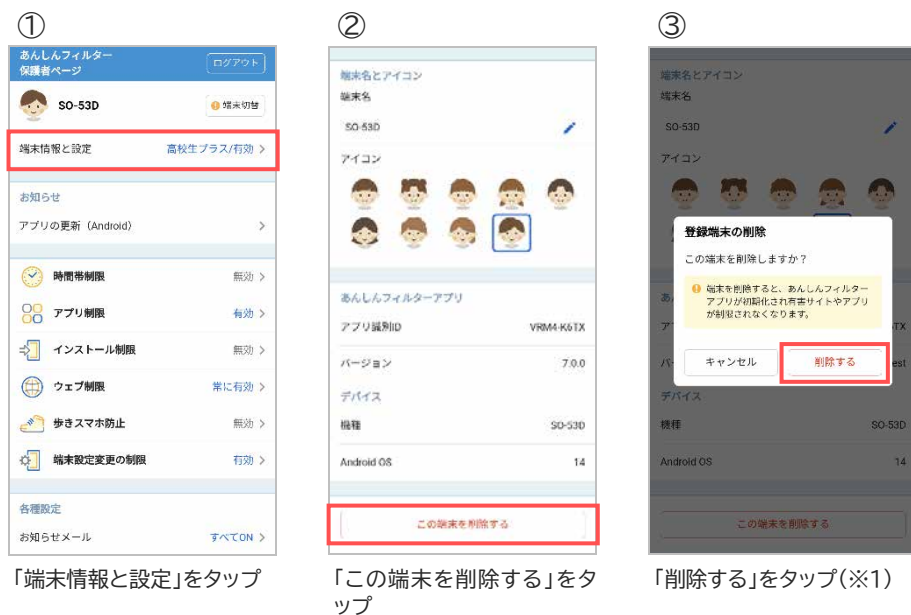 ①
あんしんフィルター
保護者ページ
ログアウト
SO-53D
端末切替
端末情報と設定
高校生プラス/有効
お知らせ
アプリの更新（Android）
時間帯制限
無効
アプリ制限
有効
インストール制限
無効
ウェブ制限
常に有効
歩きスマホ防止
無効
端末設定変更の制限
有効
各種設定
お知らせメール
すべてON
「端末情報と設定」をタップ
②
端末名とアイコン
端末名
SO-53D
アイコン
あんしんフィルターアプリ
アプリ識別ID
VRM4-K6TX
バージョン
7.0.0
デバイス
機種
SO-53D
Android OS
14
この端末を削除する
「この端末を削除する」をタ
ップ
③
端末名とアイコン
端末名
SO-53D
アイコン
登録端末の削除
この端末を削除しますか？
端末を削除すると、あんしんフィルター
アプリが初期化され有害サイトやアプリ
が制限されなくなります。
キャンセル
削除する
デバイス
機種
SO-53D
Android OS
14
この端末を削除する
「削除する」をタップ(※1)